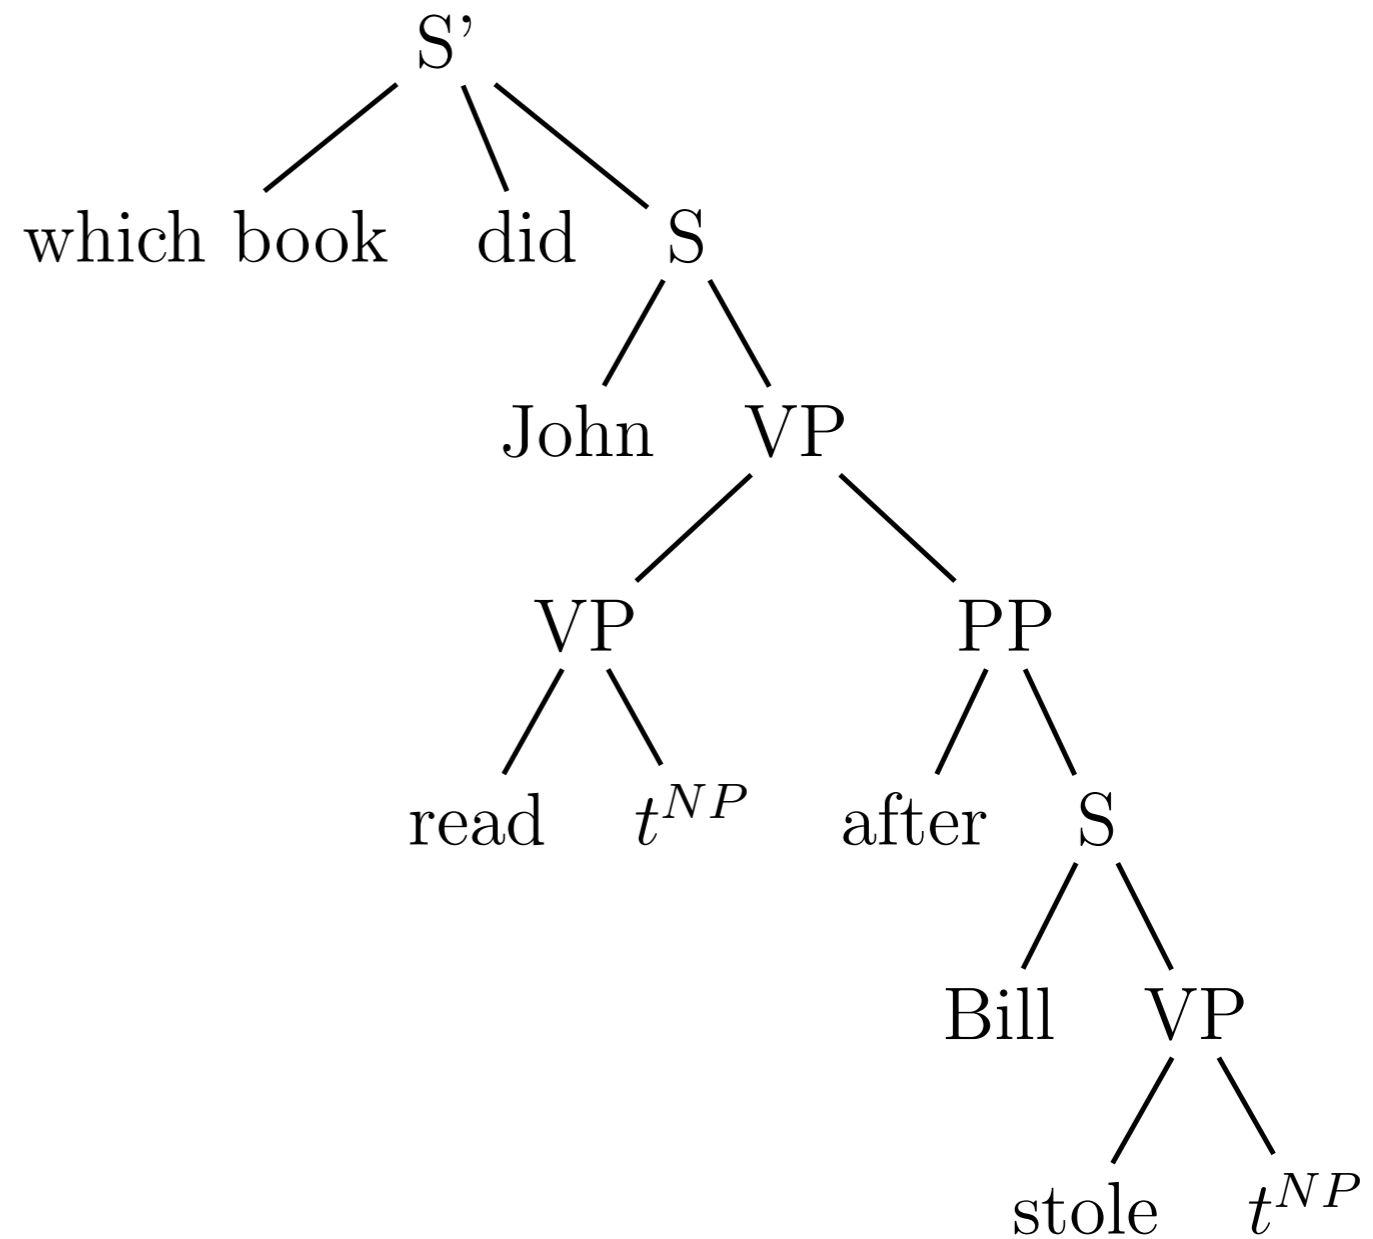 S’
which book did S
John VP
VP PP
read t^{NP} after S
Bill VP
stole t^{NP}